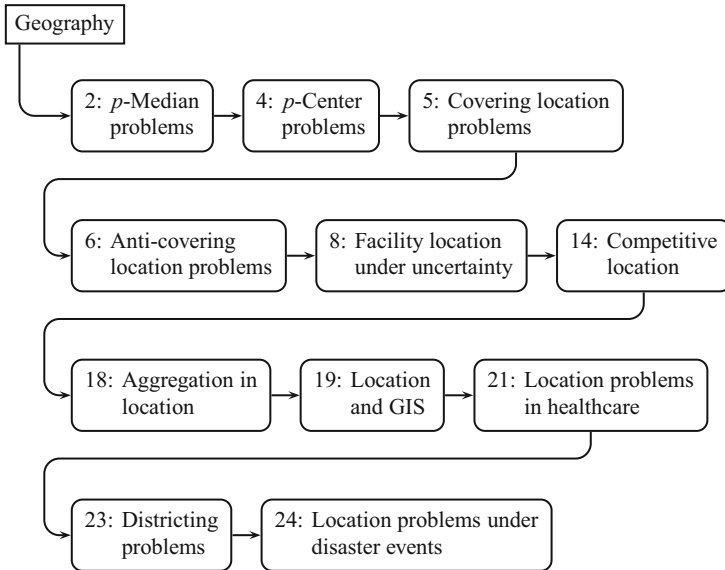 Geography
2: p-Median
problems
4: p-Center
problems
5: Covering location
problems
6: Anti-covering
location problems
8: Facility location
under uncertainty
14: Competitive
location
18: Aggregation in
location
19: Location
and GIS
21: Location problems
in healthcare
23: Districting
problems
24: Location problems under
disaster events